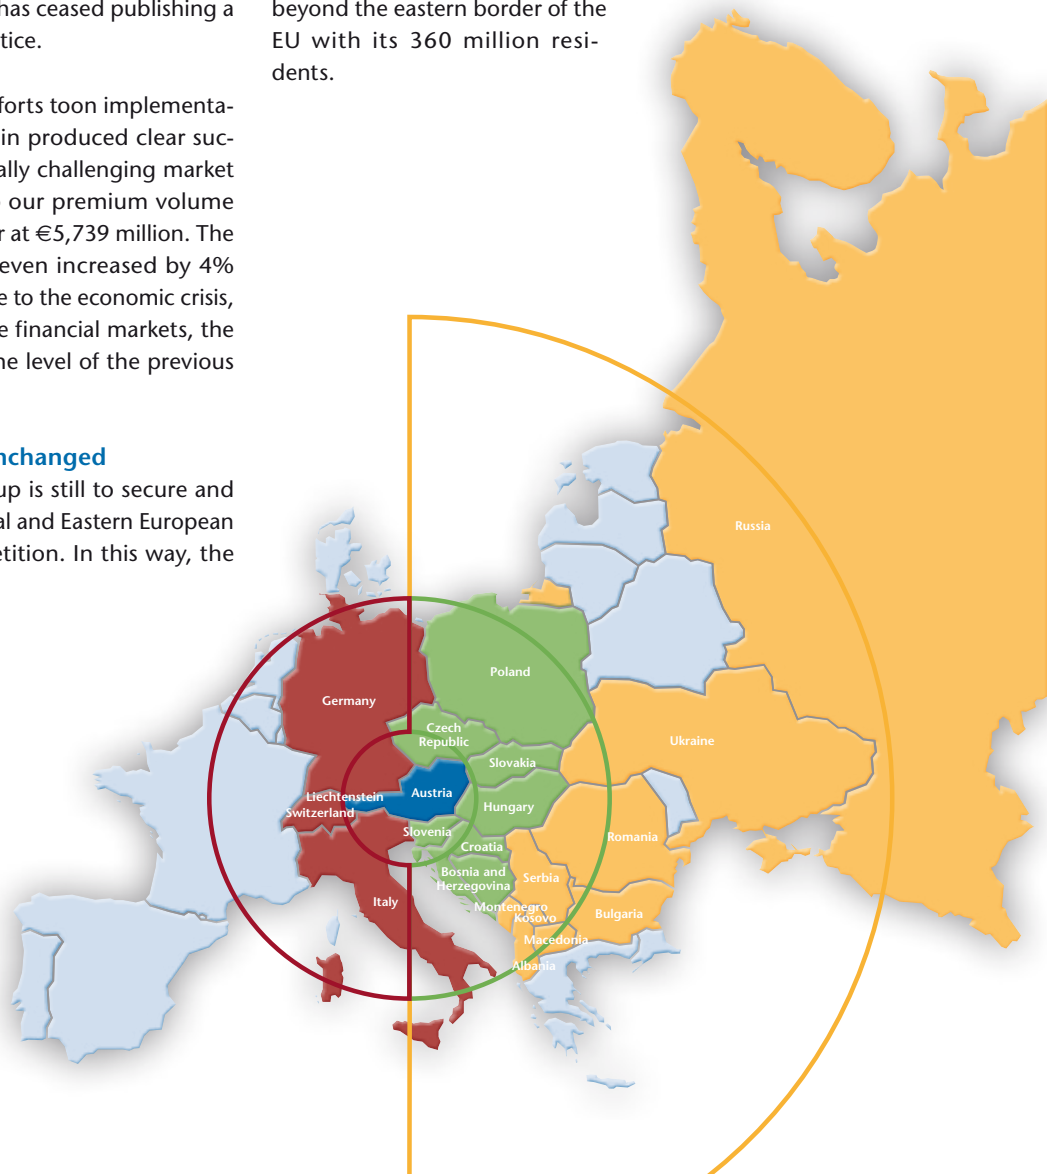 has ceased publishing a
tice.
forts toon implementa-
in produced clear suc-
ally challenging market
our premium volume
r at €5,739 million. The
even increased by 4%
e to the economic crisis,
e financial markets, the
ne level of the previous
nchanged
up is still to secure and
al and Eastern European
etition. In this way, the
beyond the eastern border of the
EU with its 360 million resi-
dents.
Russia
Poland
Germany
Czech
Republic
Ukraine
Slovakia
Austria
Liechtenstein
Switzerland
Hungary
Slovenia
Romania
Croatia
Bosnia and
Herzegovina
Serbia
Italy
Montenegro
Kosovo
Bulgaria
Macedonia
Albania